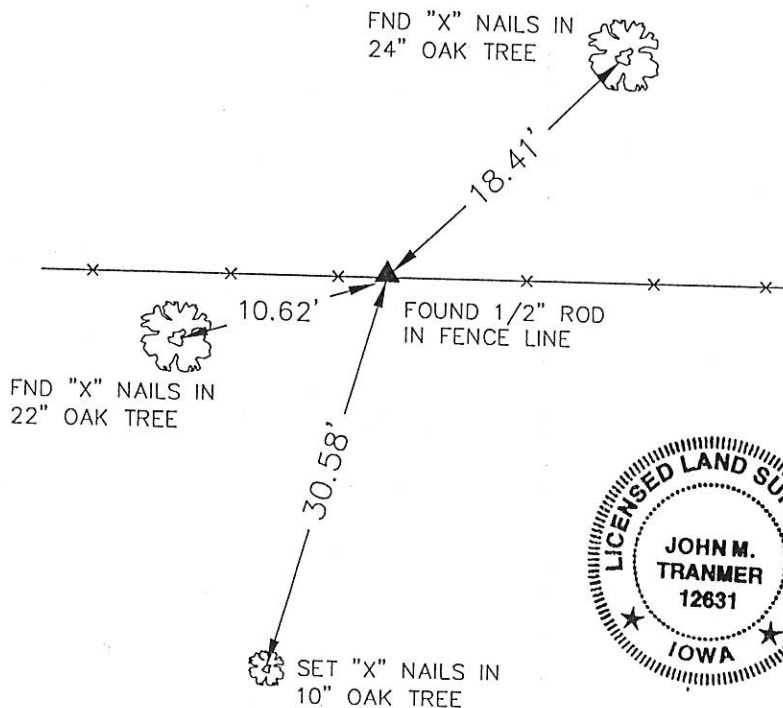 FND "X" NAILS IN
24" OAK TREE
18.41'
10.62'
FOUND 1/2" ROD
IN FENCE LINE
FND "X" NAILS IN
22" OAK TREE
30.58'
SET "X" NAILS IN
10" OAK TREE
LICENSED LAND
JOHN M.
TRANMER
12631
IOWA